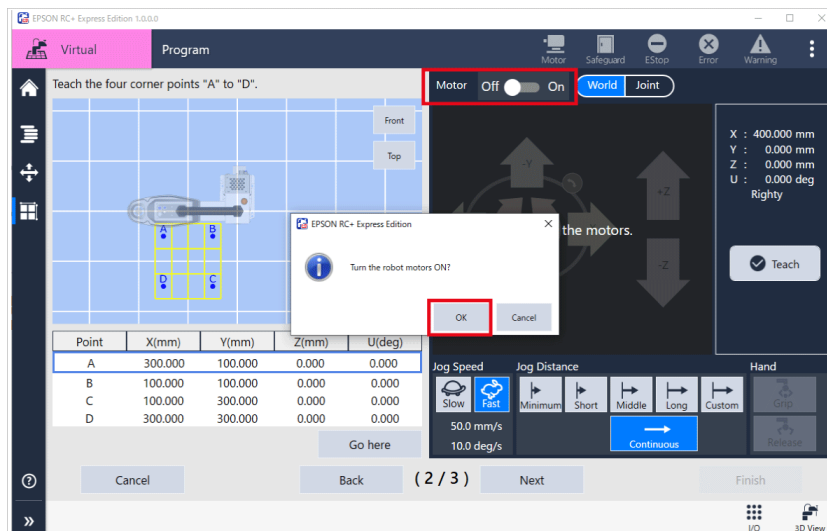 EPSON RC+ Express Edition 1.0.0.0
Virtual
Program
Motor
Safeguard
EStop
Error
Warning
Teach the four corner points "A" to "D".
Motor Off On
World Joint
Front
Top
-Y
+Z
X : 400.000 mm
Y : 0.000 mm
Z : 0.000 mm
U : 0.000 deg
Righty
A
B
D
C
EPSON RC+ Express Edition
Turn the robot motors ON?
OK
Cancel
the motors.
-Z
Teach
Point X(mm) Y(mm) Z(mm) U(deg)
A 300.000 100.000 0.000 0.000
B 100.000 100.000 0.000 0.000
C 100.000 300.000 0.000 0.000
D 300.000 300.000 0.000 0.000
Go here
Jog Speed
Slow Fast
50.0 mm/s
10.0 deg/s
Jog Distance
Minimum Short Middle Long Custom
Continuous
Hand
Grip
Release
Cancel
Back
( 2 / 3 )
Next
Finish
I/O
3D View